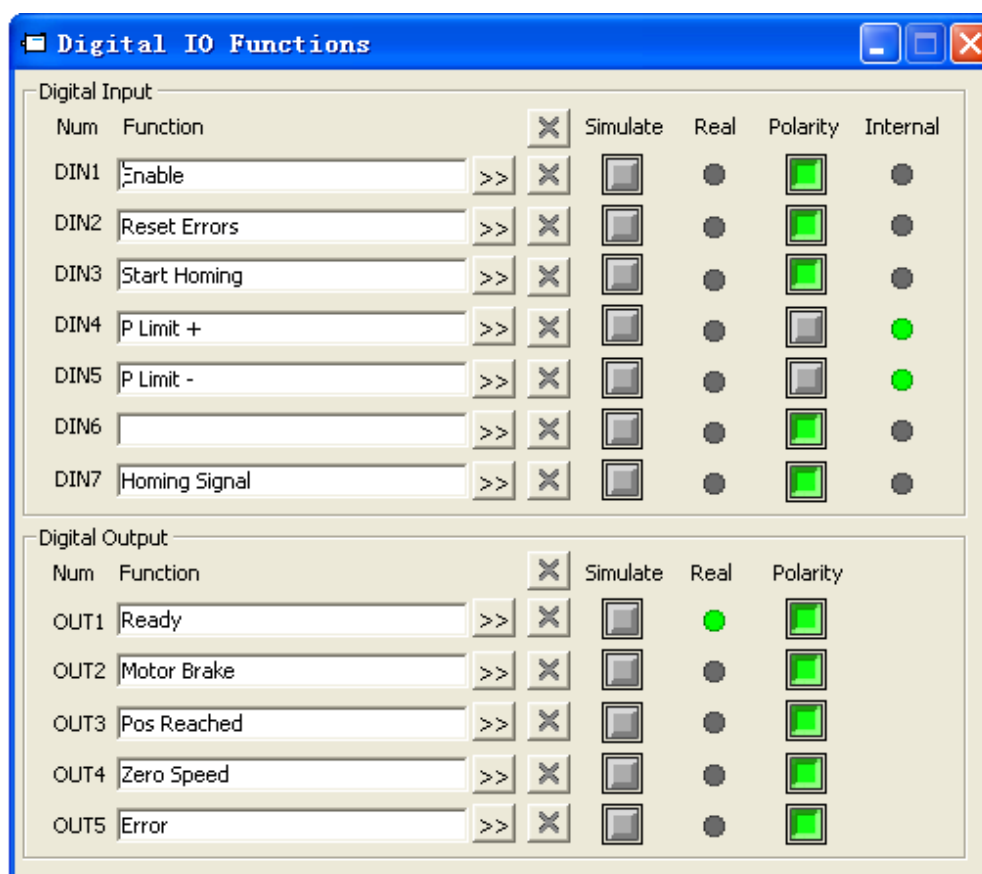 Digital IO Functions
Digital Input
Num Function Simulate Real Polarity Internal
DIN1 Enable >>
DIN2 Reset Errors >>
DIN3 Start Homing >>
DIN4 P Limit + >>
DIN5 P Limit - >>
DIN6 >>
DIN7 Homing Signal >>
Digital Output
Num Function Simulate Real Polarity
OUT1 Ready >>
OUT2 Motor Brake >>
OUT3 Pos Reached >>
OUT4 Zero Speed >>
OUT5 Error >>